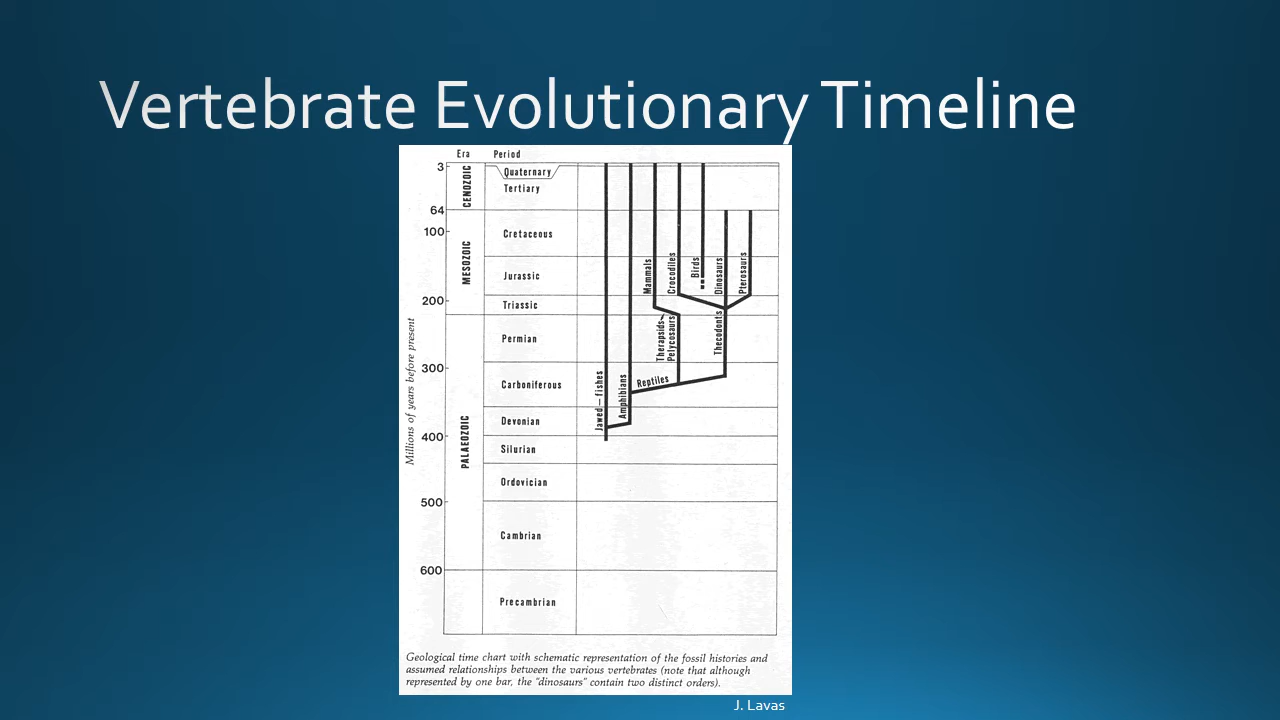 Vertebrate Evolutionary Timeline
Era Period
3
CENOZOIC
Quaternary
Tertiary
64
100
MESOZOIC
Cretaceous
Jurassic
200
Triassic
Permian
300
Carboniferous
PALAEOZOIC
Devonian
400
Silurian
Ordovician
500
Cambrian
600
Precambrian
Millions of years before present
Jawed-fishes
Amphibians
Reptiles
Mammals
Therapsids-
Pelycosaurs
Crocodiles
Birds
Dinosaurs
Thecodonts
Pterosaurs
Geological time chart with schematic representation of the fossil histories and
assumed relationships between the various vertebrates (note that although
represented by one bar, the "dinosaurs" contain two distinct orders).
J. Lavas